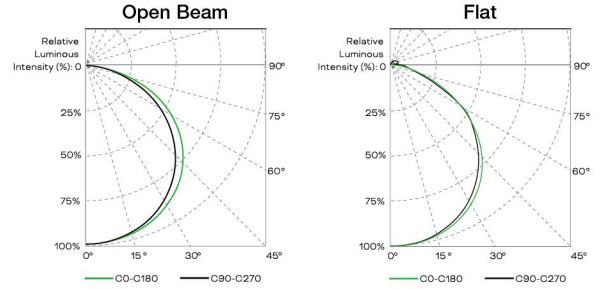 Open Beam
Relative
Luminous
Intensity (%): 0
25%
50%
75%
100%
90°
75°
60°
0° 15° 30° 45°
C0-C180 C90-C270
Flat
Relative
Luminous
Intensity (%): 0
25%
50%
75%
100%
90°
75°
60°
0° 15° 30° 45°
C0-C180 C90-C270